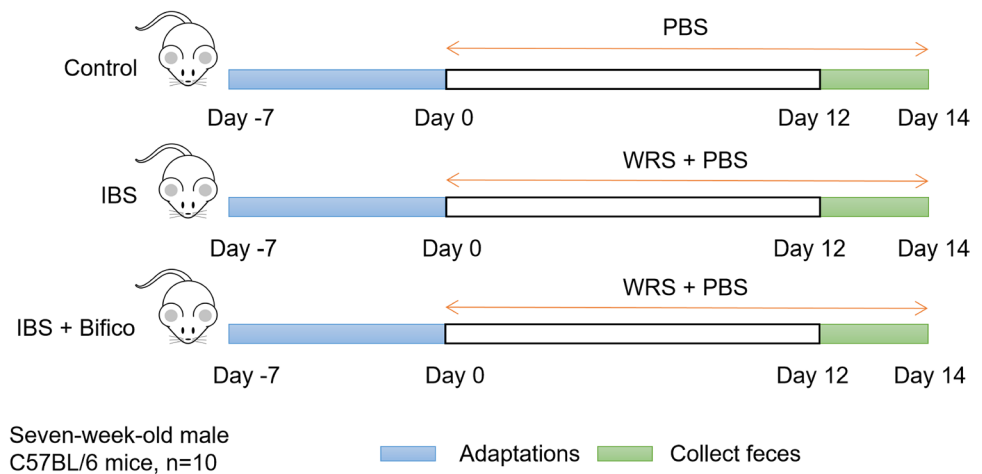 PBS
Control
Day -7 Day 0 Day 12 Day 14
WRS + PBS
IBS
Day -7 Day 0 Day 12 Day 14
WRS + PBS
IBS + Bifico
Day -7 Day 0 Day 12 Day 14
Seven-week-old male
C57BL/6 mice, n=10
Adaptations Collect feces